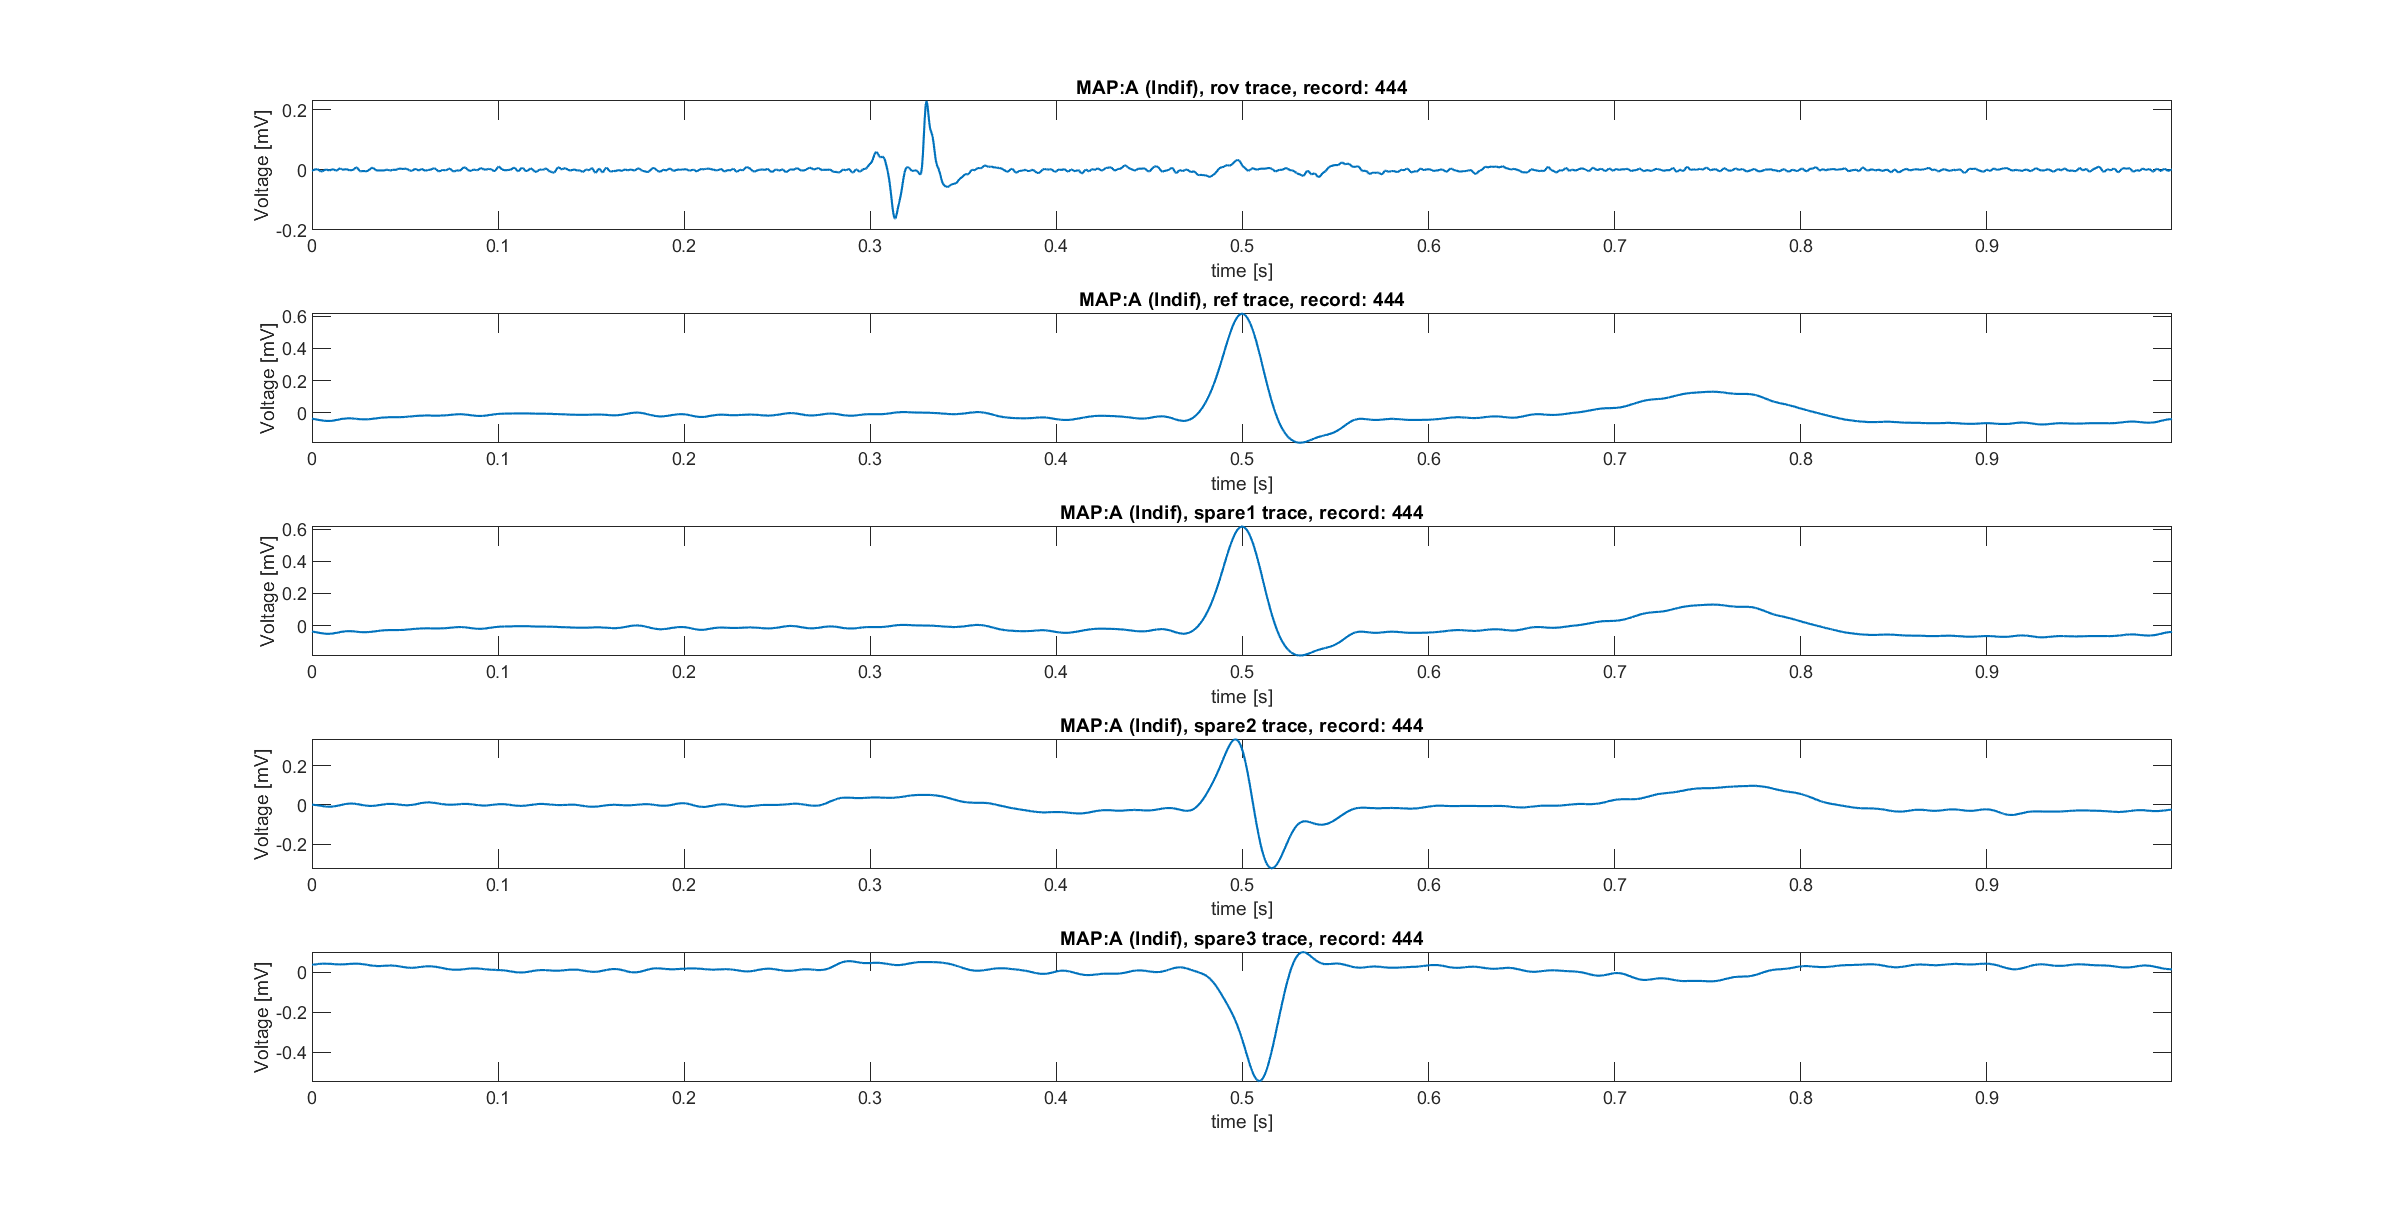 MAP:A (Indif), rov trace, record: 444
Voltage [mV]
0.2
0
-0.2
0 0.1 0.2 0.3 0.4 0.5 0.6 0.7 0.8 0.9
time [s]
MAP:A (Indif), ref trace, record: 444
Voltage [mV]
0.6
0.4
0.2
0
0 0.1 0.2 0.3 0.4 0.5 0.6 0.7 0.8 0.9
time [s]
MAP:A (Indif), spare1 trace, record: 444
Voltage [mV]
0.6
0.4
0.2
0
0 0.1 0.2 0.3 0.4 0.5 0.6 0.7 0.8 0.9
time [s]
MAP:A (Indif), spare2 trace, record: 444
Voltage [mV]
0.2
0
-0.2
0 0.1 0.2 0.3 0.4 0.5 0.6 0.7 0.8 0.9
time [s]
MAP:A (Indif), spare3 trace, record: 444
Voltage [mV]
0
-0.2
-0.4
0 0.1 0.2 0.3 0.4 0.5 0.6 0.7 0.8 0.9
time [s]